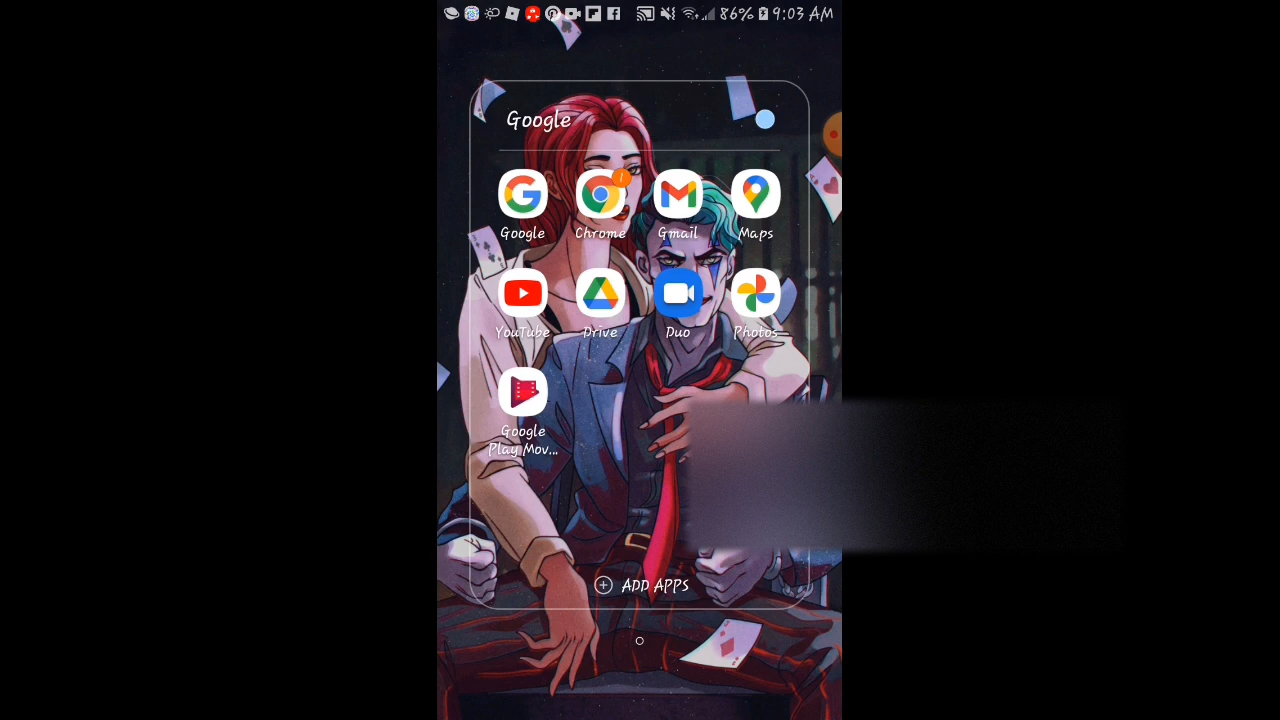 86% 9:03 AM
Google
Google Chrome Gmail Maps
YouTube Drive Duo Photos
Google
Play Mov...
ADD APPS